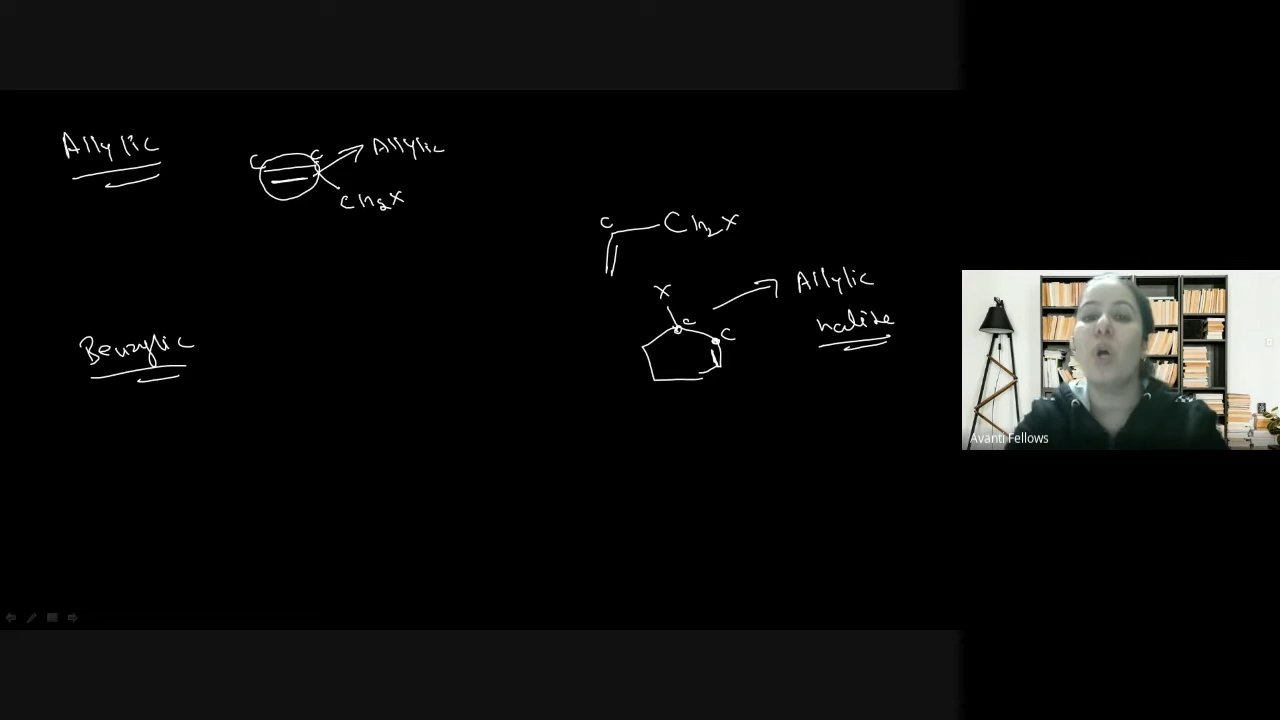 Allylic
C C Allylic
CH2X
C CH2X
X Allylic
C C halide
Benzylic
Avanti Fellows